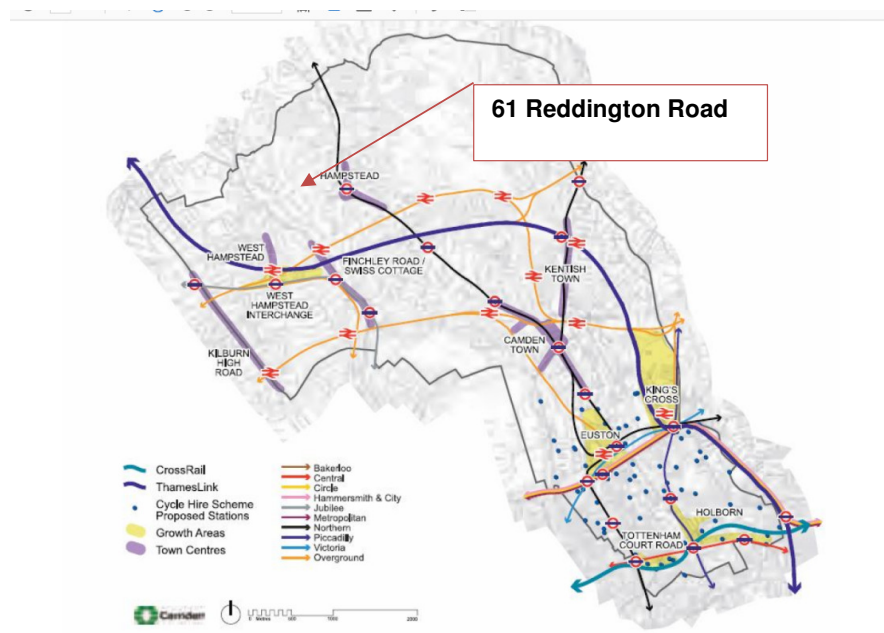 61 Reddington Road
HAMPSTEAD
WEST
HAMPSTEAD
FINCHLEY ROAD /
SWISS COTTAGE
WEST
HAMPSTEAD
INTERCHANGE
KENTISH
TOWN
KILBURN
HIGH
ROAD
CAMDEN
TOWN
KING'S
CROSS
EUSTON
HOLBORN
TOTTENHAM
COURT ROAD
CrossRail
ThamesLink
Cycle Hire Scheme
Proposed Stations
Growth Areas
Town Centres
Bakerloo
Central
Circle
Hammersmith & City
Jubilee
Metropolitan
Northern
Piccadilly
Victoria
Overground
Camden